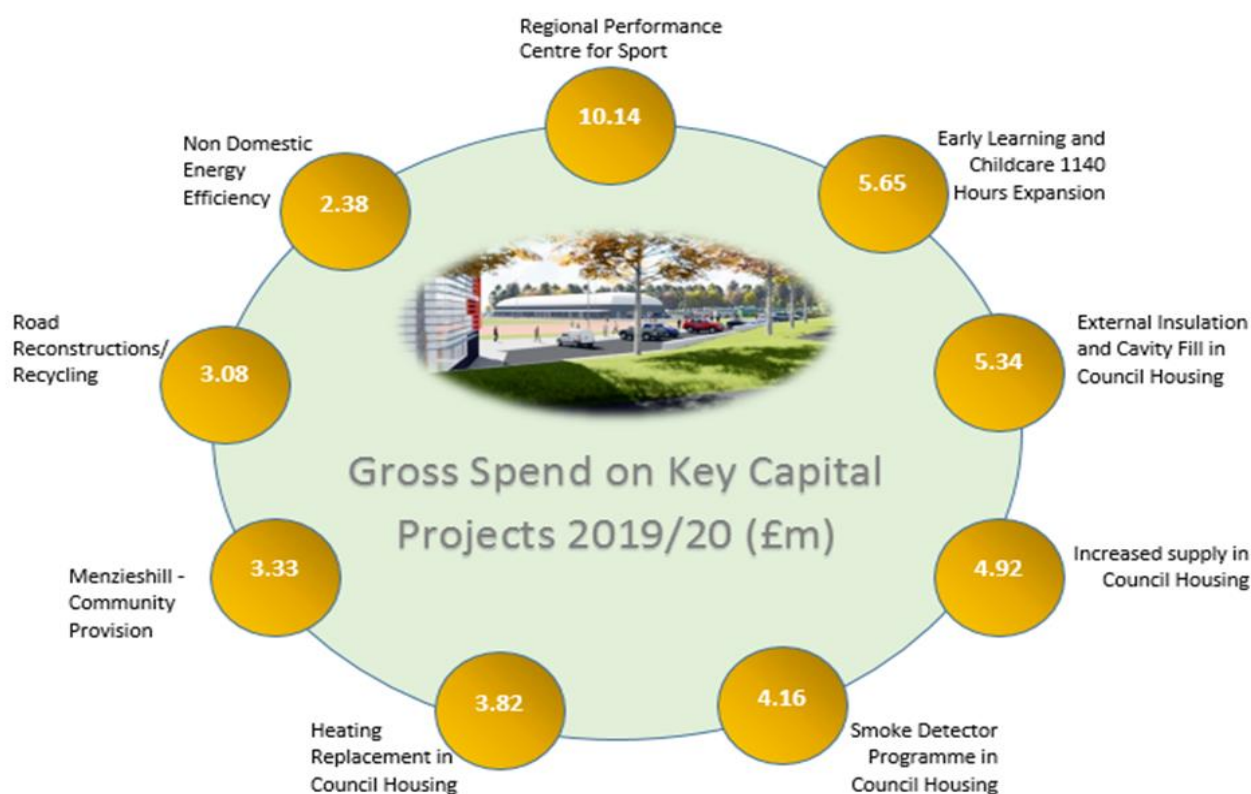 Regional Performance
Centre for Sport
10.14
Early Learning and
Childcare 1140
Hours Expansion
5.65
External Insulation
and Cavity Fill in
Council Housing
5.34
Increased supply in
Council Housing
4.92
Smoke Detector
Programme in
Council Housing
4.16
Heating
Replacement in
Council Housing
3.82
Menzieshill -
Community
Provision
3.33
Road
Reconstructions/
Recycling
3.08
Non Domestic
Energy
Efficiency
2.38
Gross Spend on Key Capital
Projects 2019/20 (£m)